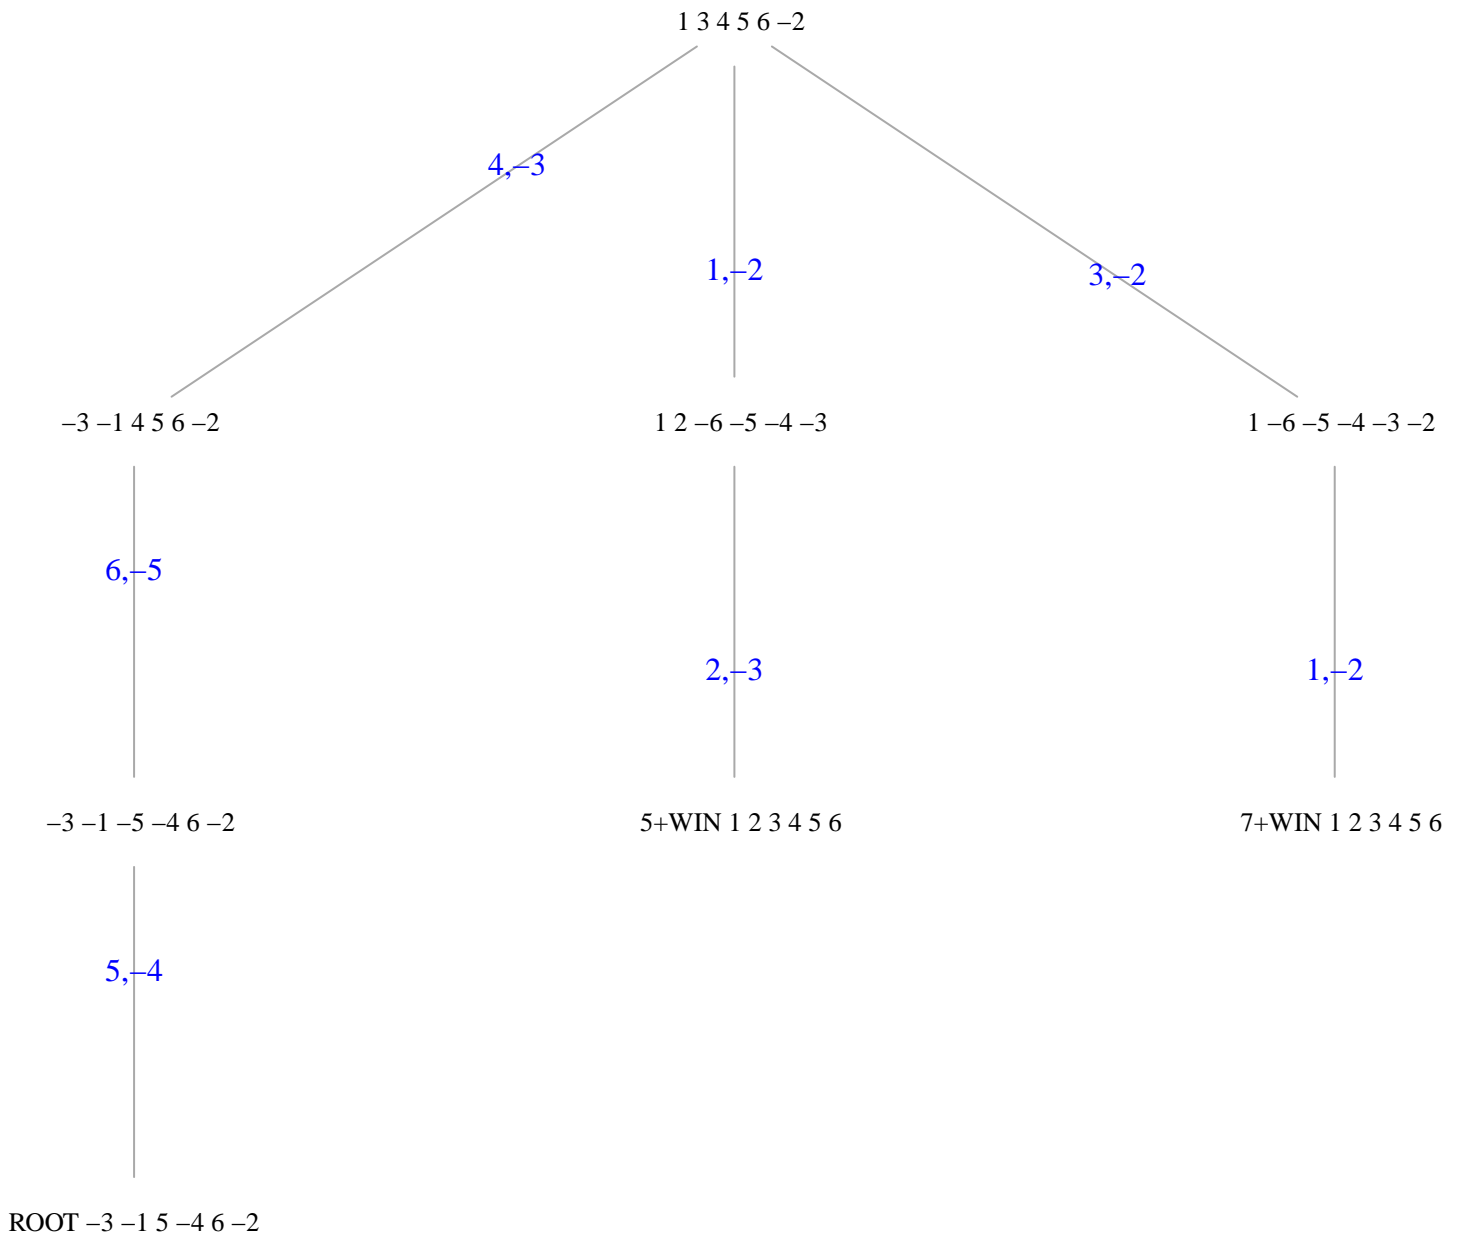 1 3 4 5 6 –2
4,–3
1,–2
3,–2
–3 –1 4 5 6 –2
1 2 –6 –5 –4 –3
1 –6 –5 –4 –3 –2
6,–5
2,–3
1,–2
–3 –1 –5 –4 6 –2
5+WIN 1 2 3 4 5 6
7+WIN 1 2 3 4 5 6
5,–4
ROOT –3 –1 5 –4 6 –2